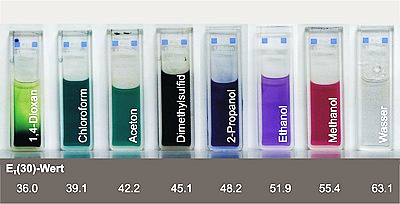 1,4-Dioxan
Chloroform
Aceton
Dimethylsulfid
2-Propanol
Ethanol
Methanol
Wasser
ET(30)-Wert
36.0 39.1 42.2 45.1 48.2 51.9 55.4 63.1